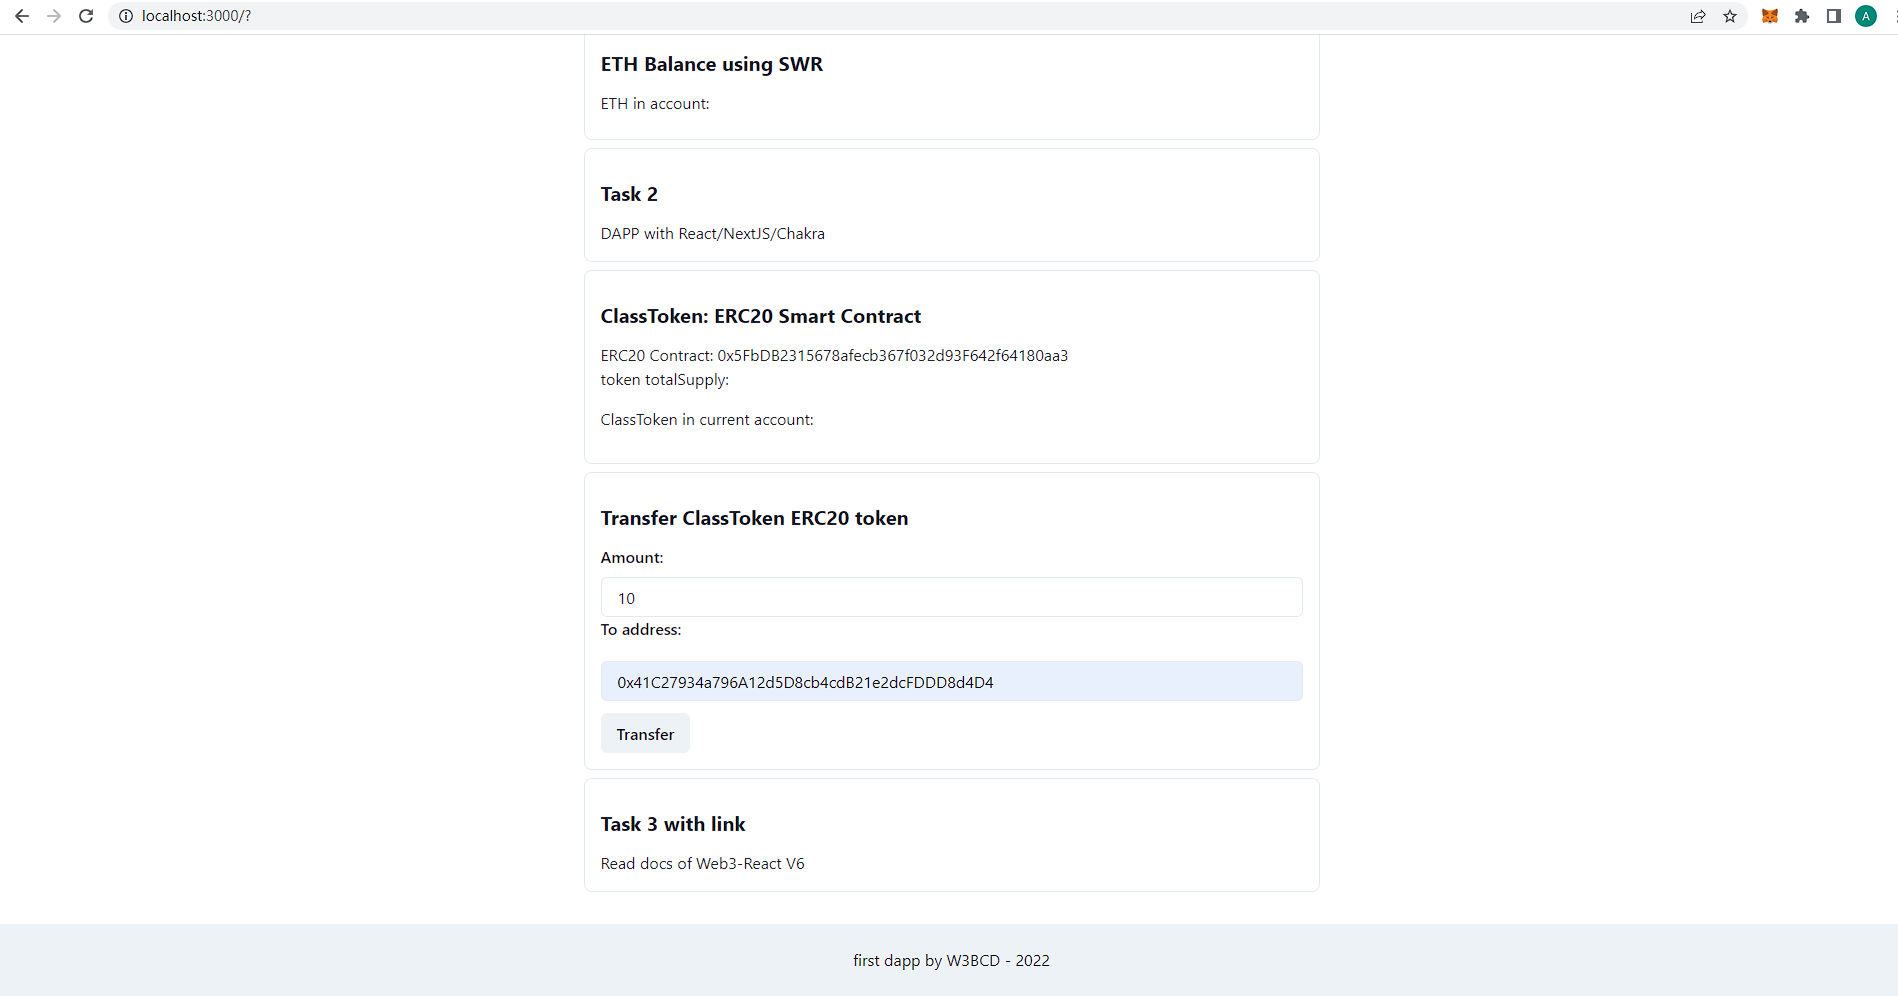 localhost:3000/?
A
ETH Balance using SWR
ETH in account:
Task 2
DAPP with React/NextJS/Chakra
ClassToken: ERC20 Smart Contract
ERC20 Contract: 0x5FbDB2315678afecb367f032d93F642f64180aa3
token totalSupply:
ClassToken in current account:
Transfer ClassToken ERC20 token
Amount:
10
To address:
0x41C27934a796A12d5D8cb4cdB21e2dcFDDD8d4D4
Transfer
Task 3 with link
Read docs of Web3-React V6
first dapp by W3BCD - 2022